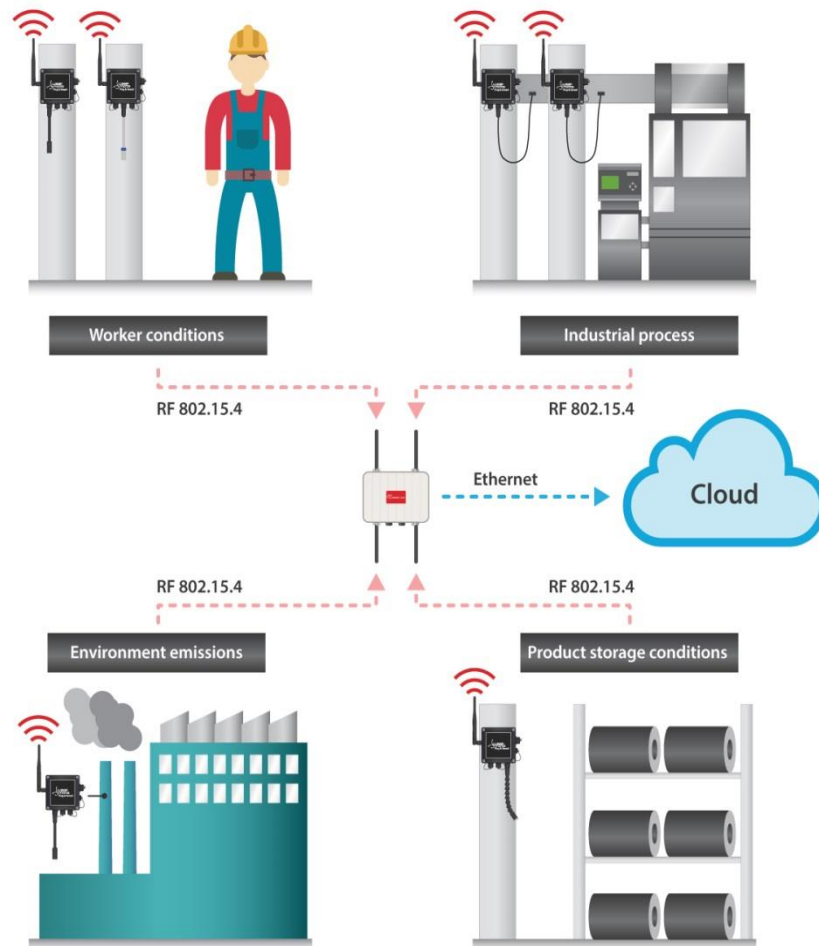 Worker conditions
Industrial process
RF 802.15.4
RF 802.15.4
Ethernet
Cloud
RF 802.15.4
RF 802.15.4
Environment emissions
Product storage conditions